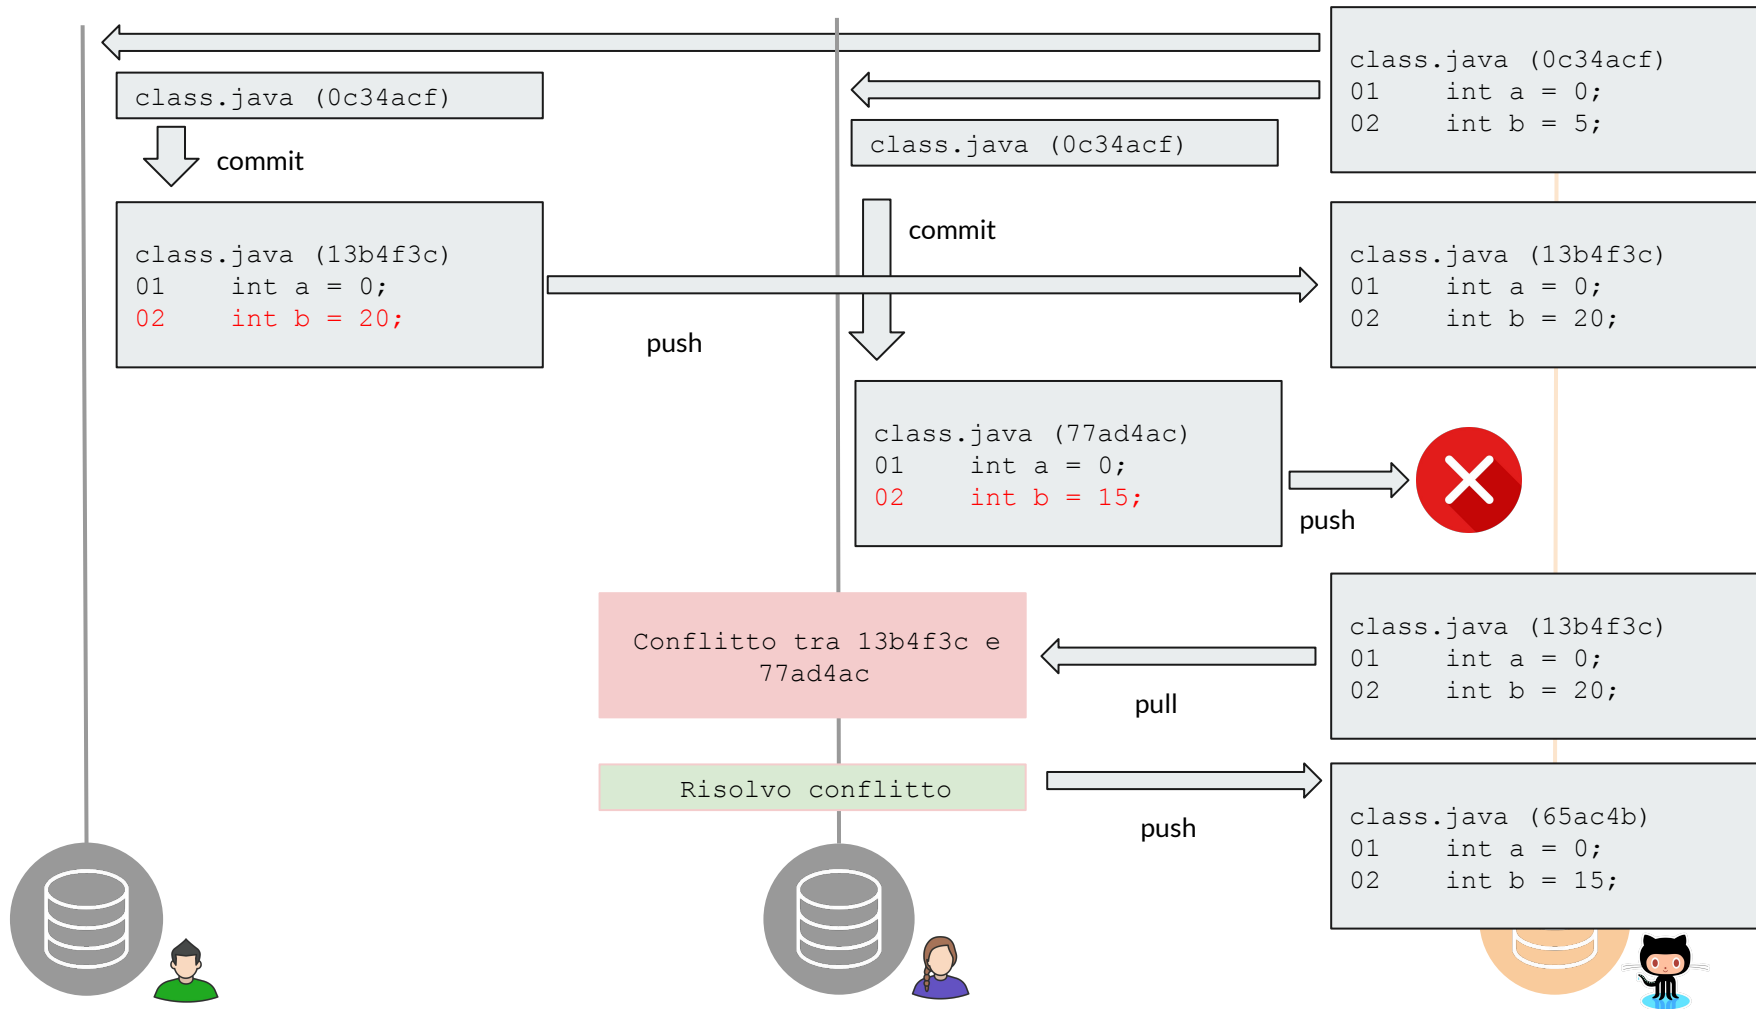 class.java (0c34acf)
01 int a = 0;
02 int b = 5;
class.java (0c34acf)
class.java (0c34acf)
commit
commit
class.java (13b4f3c)
01 int a = 0;
02 int b = 20;
push
class.java (13b4f3c)
01 int a = 0;
02 int b = 20;
class.java (77ad4ac)
01 int a = 0;
02 int b = 15;
push
Conflitto tra 13b4f3c e
77ad4ac
pull
class.java (13b4f3c)
01 int a = 0;
02 int b = 20;
Risolvo conflitto
push
class.java (65ac4b)
01 int a = 0;
02 int b = 15;